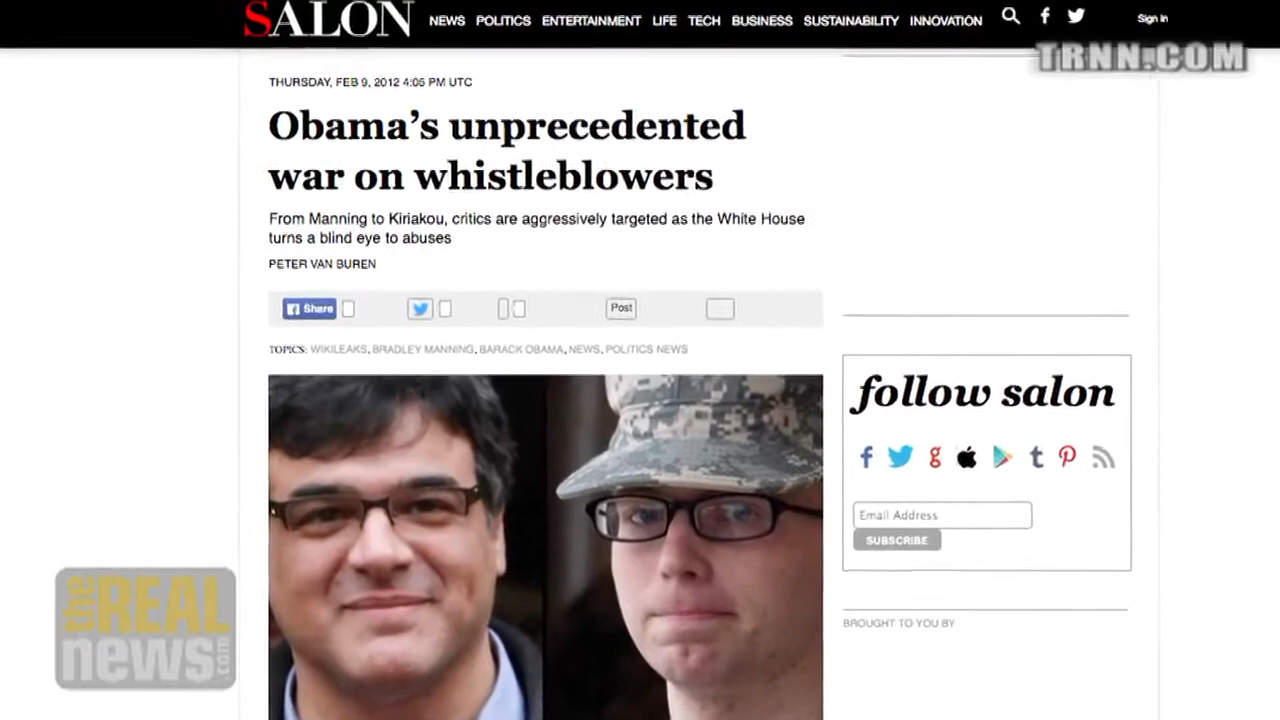 SALON NEWS POLITICS ENTERTAINMENT LIFE TECH BUSINESS SUSTAINABILITY INNOVATION Sign In
TRNN.COM
THURSDAY, FEB 9, 2012 4:05 PM UTC
Obama's unprecedented
war on whistleblowers
From Manning to Kiriakou, critics are aggressively targeted as the White House
turns a blind eye to abuses
PETER VAN BUREN
Share Post
TOPICS: WIKILEAKS, BRADLEY MANNING, BARACK OBAMA, NEWS, POLITICS NEWS
follow salon
Email Address
SUBSCRIBE
BROUGHT TO YOU BY
the REAL
news.com